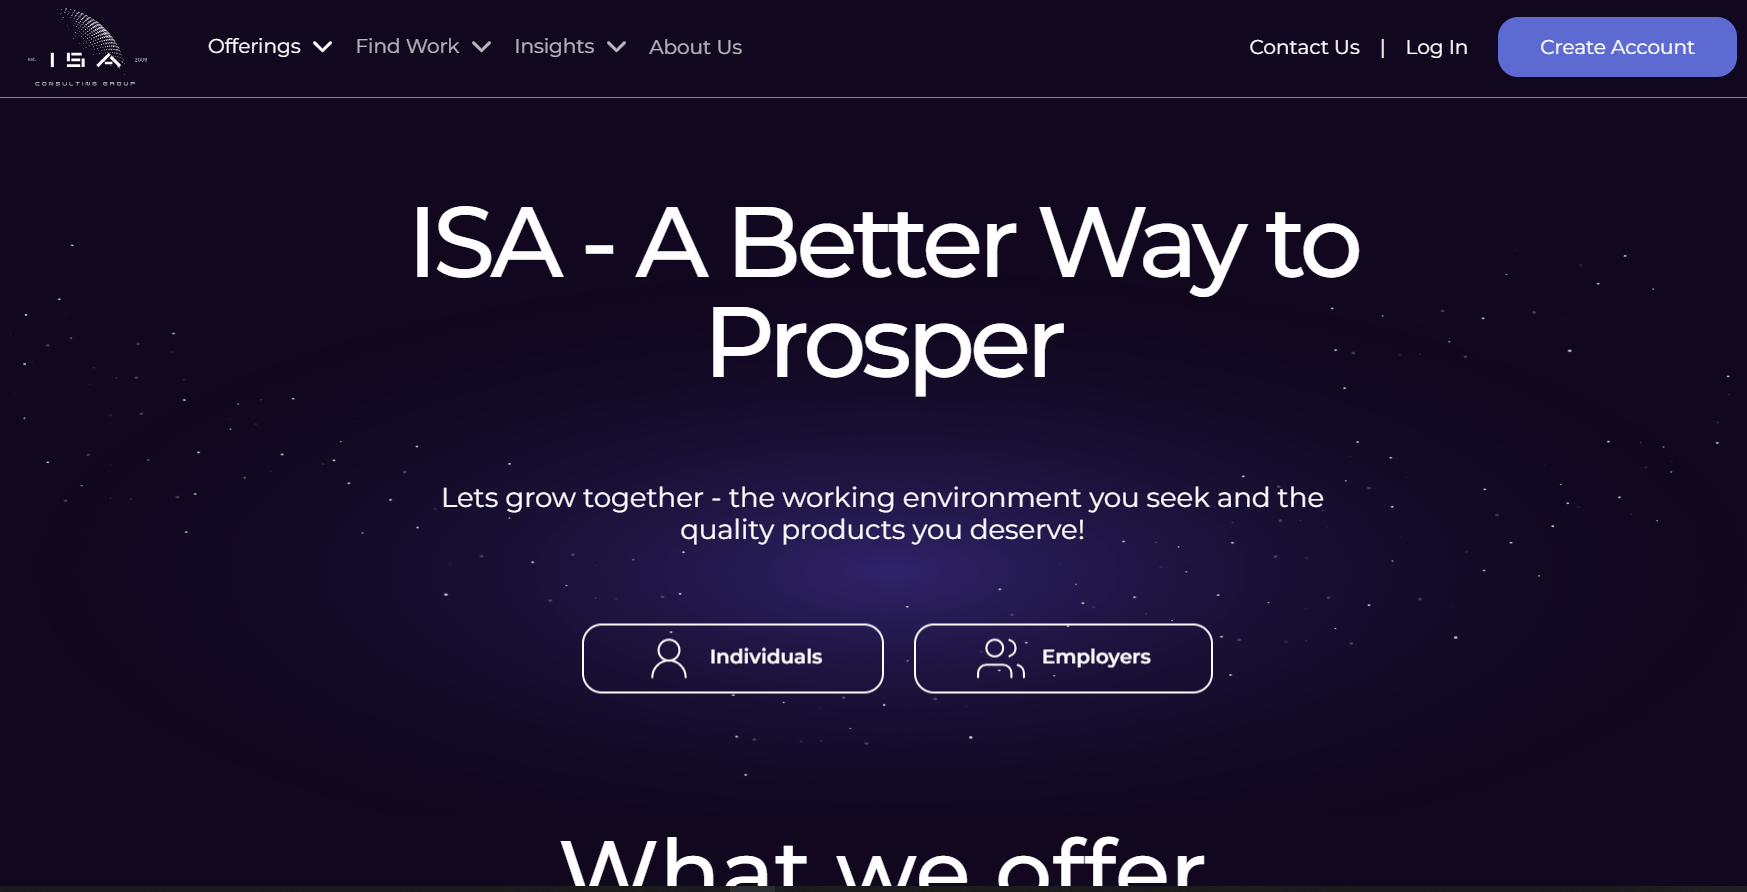 Est.
ISA
2009
CONSULTING GROUP
Offerings
Find Work
Insights
About Us
Contact Us | Log In
Create Account
ISA - A Better Way to
Prosper
Lets grow together - the working environment you seek and the
quality products you deserve!
Individuals
Employers
What we offer